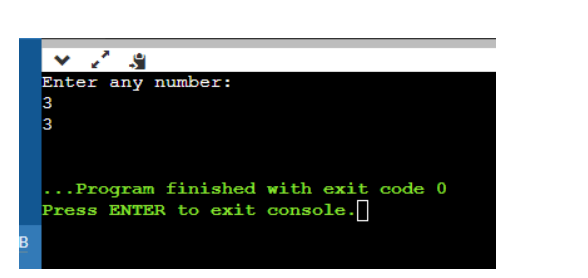 Enter any number:
3
3
...Program finished with exit code 0
Press ENTER to exit console.
B